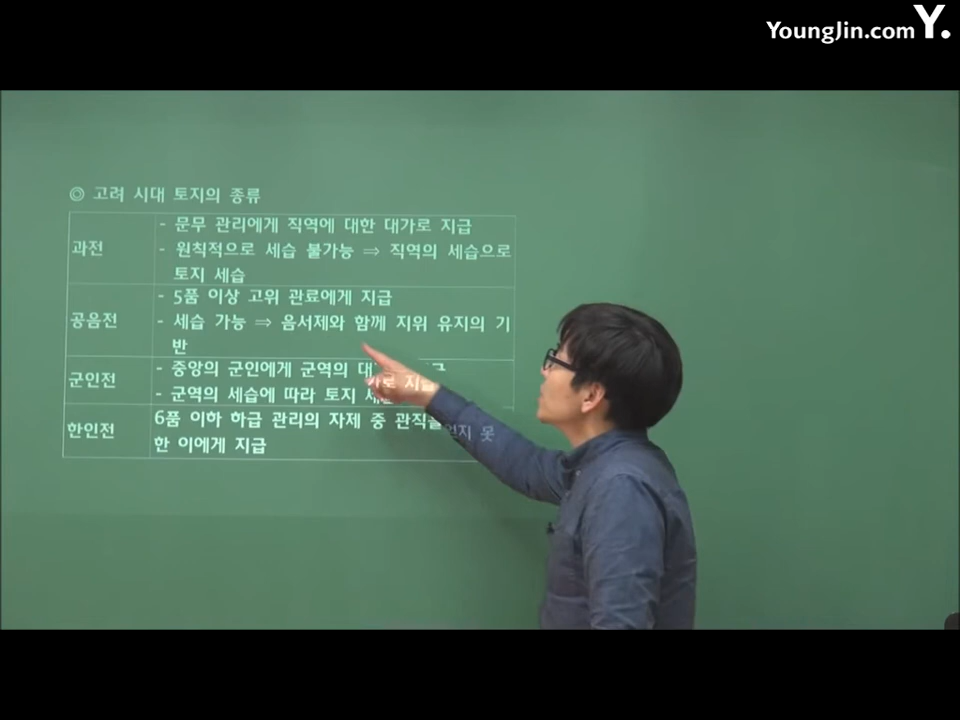 YoungJin.com Y.
◎ 고려 시대 토지의 종류
과전
- 문무 관리에게 직역에 대한 대가로 지급
- 원칙적으로 세습 불가능 ⇒ 직역의 세습으로
토지 세습
공음전
- 5품 이상 고위 관료에게 지급
- 세습 가능 ⇒ 음서제와 함께 지위 유지의 기
반
군인전
- 중앙의 군인에게 군역의 대가로 지급
- 군역의 세습에 따라 토지 세습
한인전
6품 이하 하급 관리의 자제 중 관직을 얻지 못
한 이에게 지급